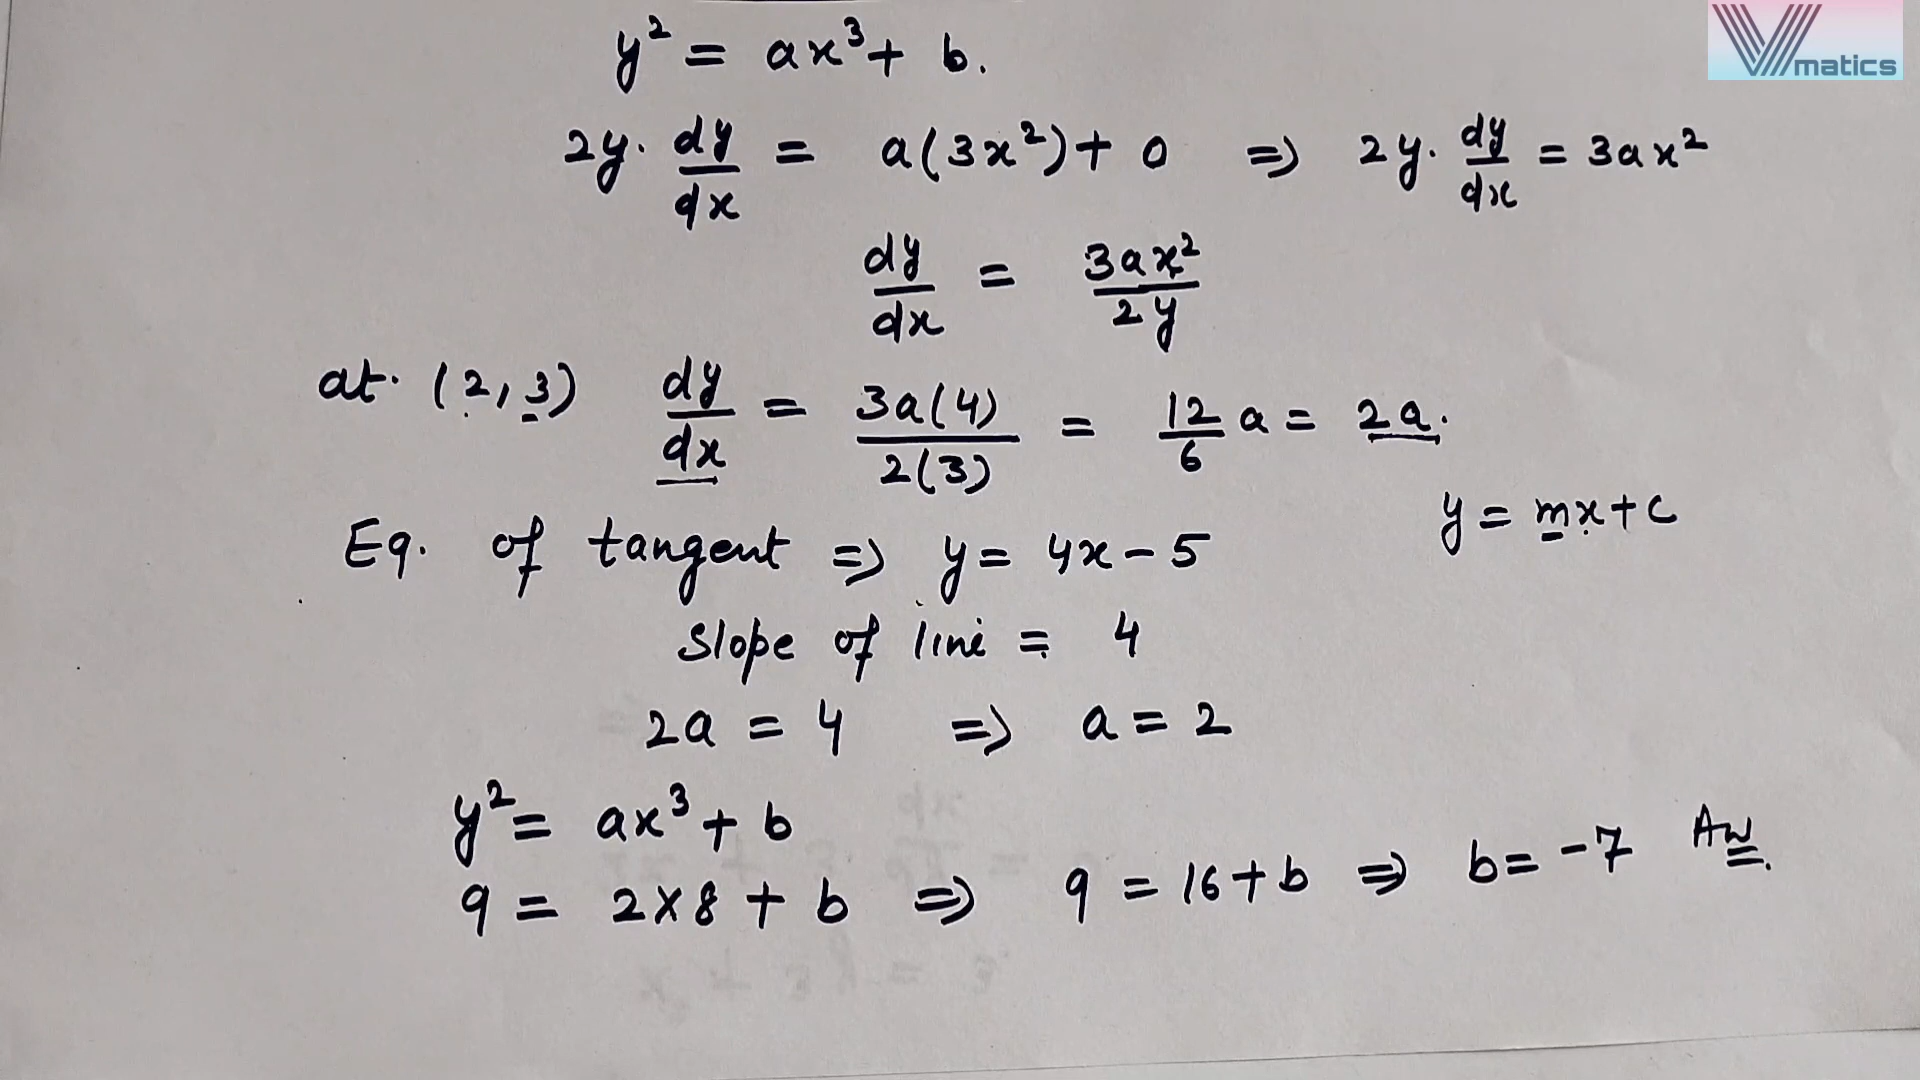 Vmatics
y² = ax³ + b.
2y. dy/dx = a(3x²) + 0 ⇒ 2y. dy/dx = 3ax²
dy/dx = 3ax²/2y
at. (2,3) dy/dx = 3a(4)/2(3) = 12/6 a = 2a.
y = mx + c
Eq. of tangent ⇒ y = 4x - 5
Slope of line = 4
2a = 4 ⇒ a = 2
y² = ax³ + b
9 = 2×8 + b ⇒ 9 = 16 + b ⇒ b = -7 Ans.